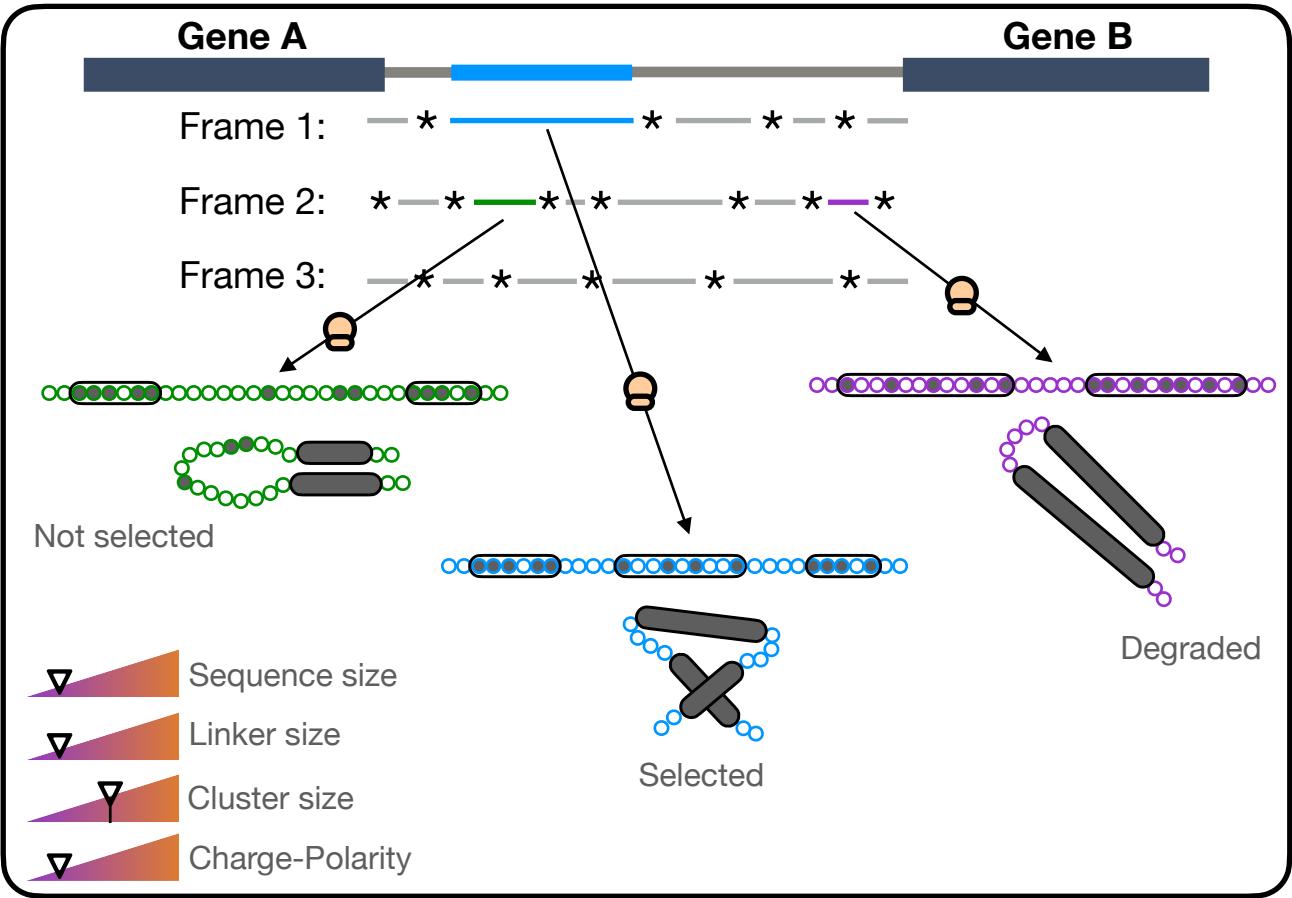 Gene A
Gene B
Frame 1: * * * *
Frame 2: * * * * * * *
Frame 3: * * * * *
Not selected
Degraded
Selected
Sequence size
Linker size
Cluster size
Charge-Polarity